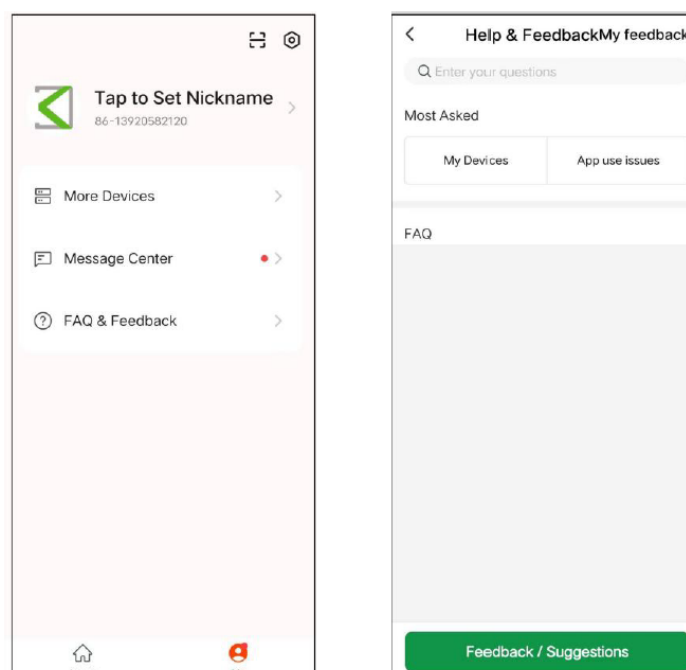 Tap to Set Nickname
86-13920582120
More Devices
Message Center
FAQ & Feedback
Help & FeedbackMy feedback
Enter your questions
Most Asked
My Devices
App use issues
FAQ
Feedback / Suggestions